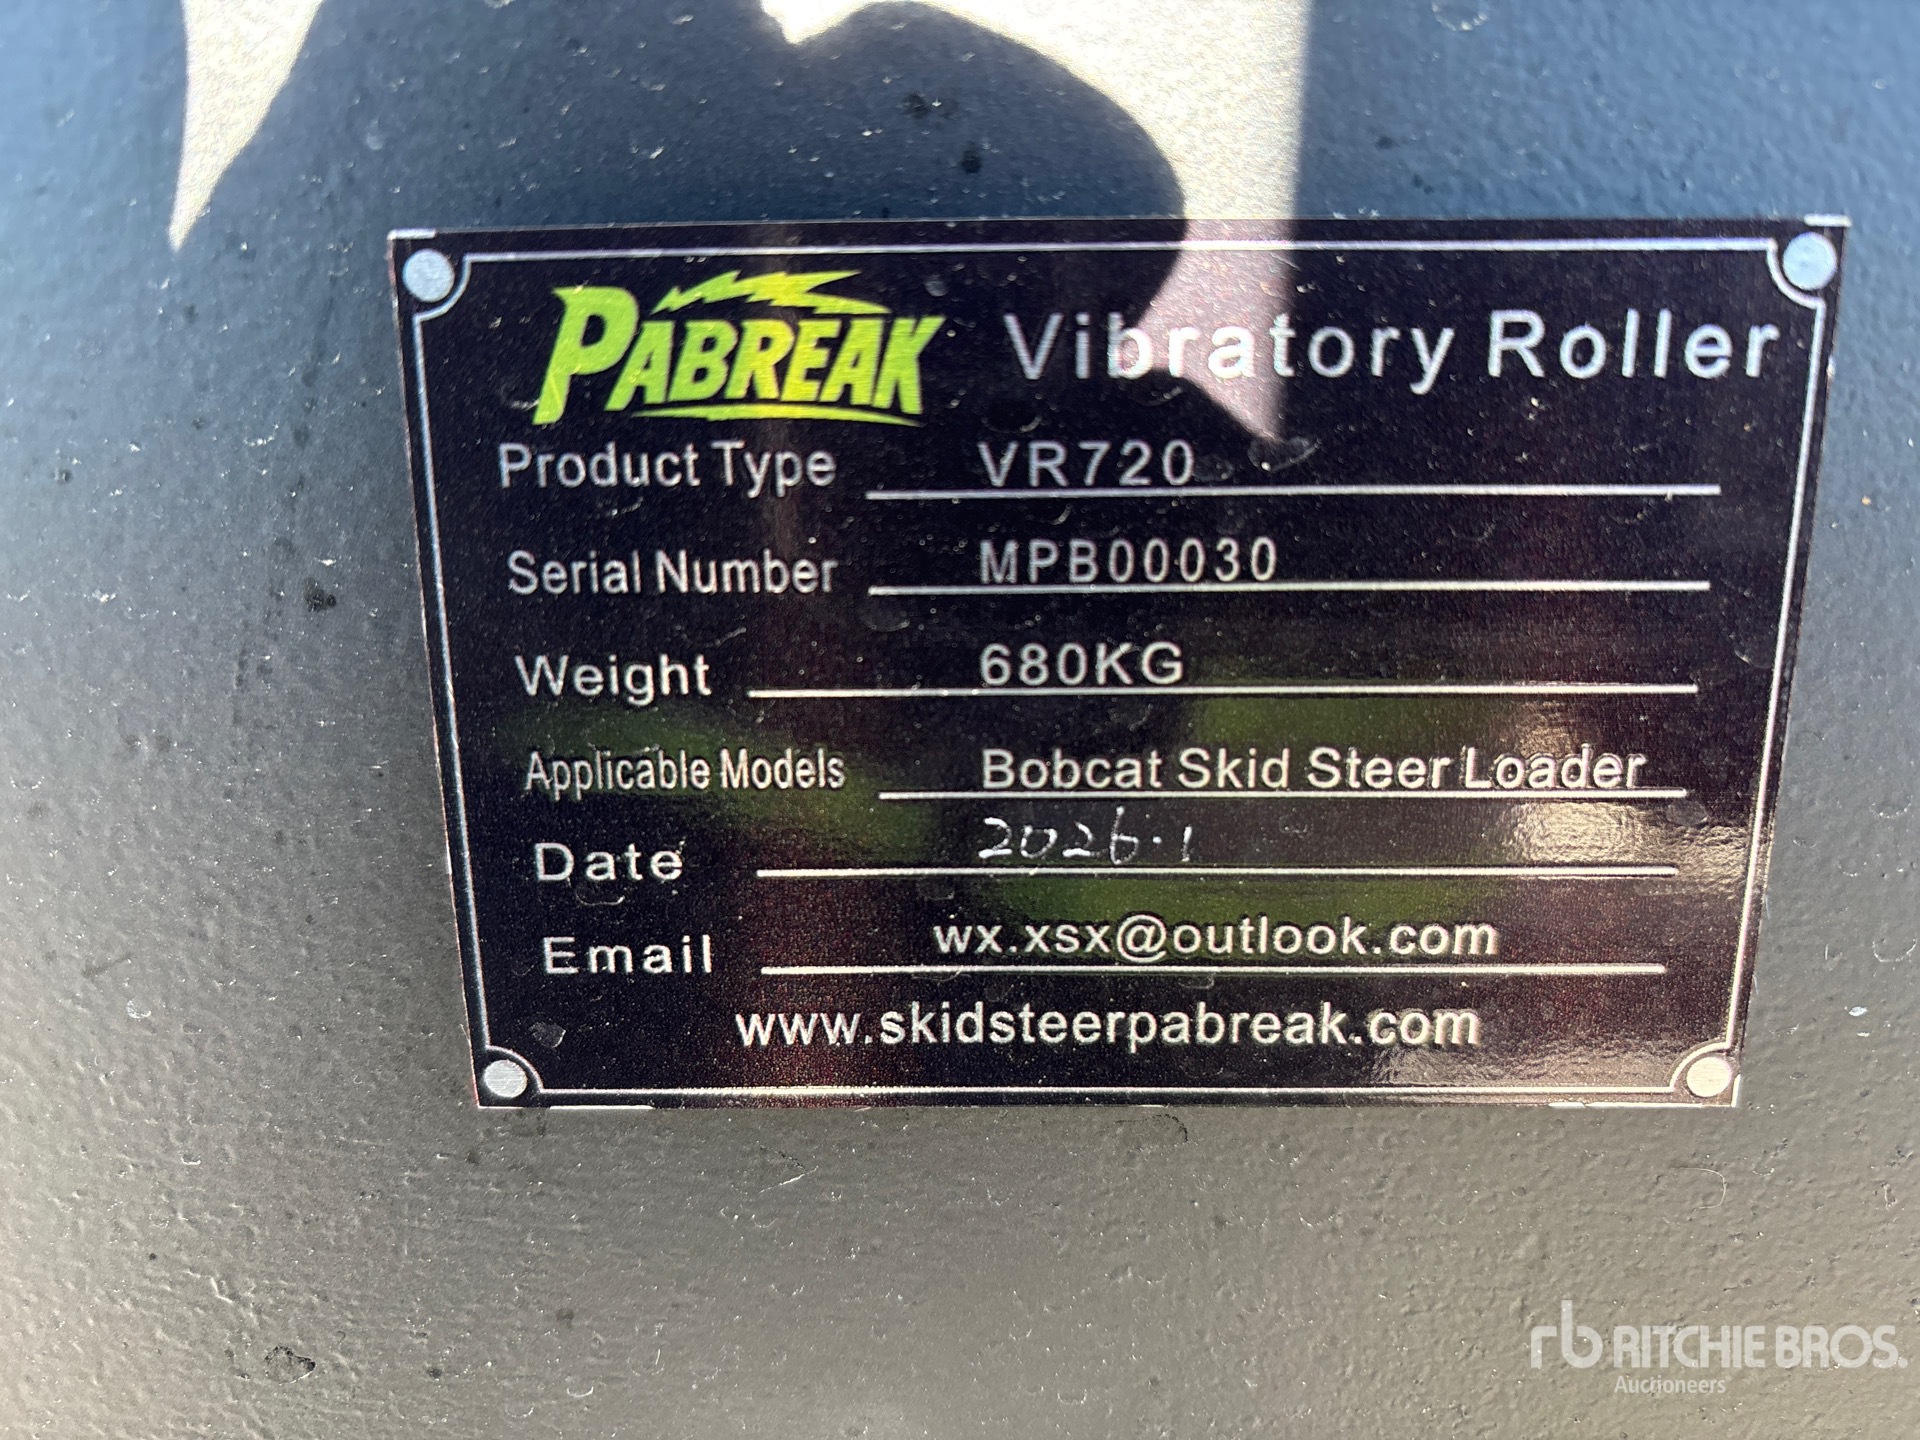 PABREAK Vibratory Roller
Product Type VR720
Serial Number MPB00030
Weight 680KG
Applicable Models Bobcat Skid Steer Loader
Date 2026.1
Email wx.xsx@outlook.com
www.skidsteerpabreak.com
rb RITCHIE BROS.
Auctioneers